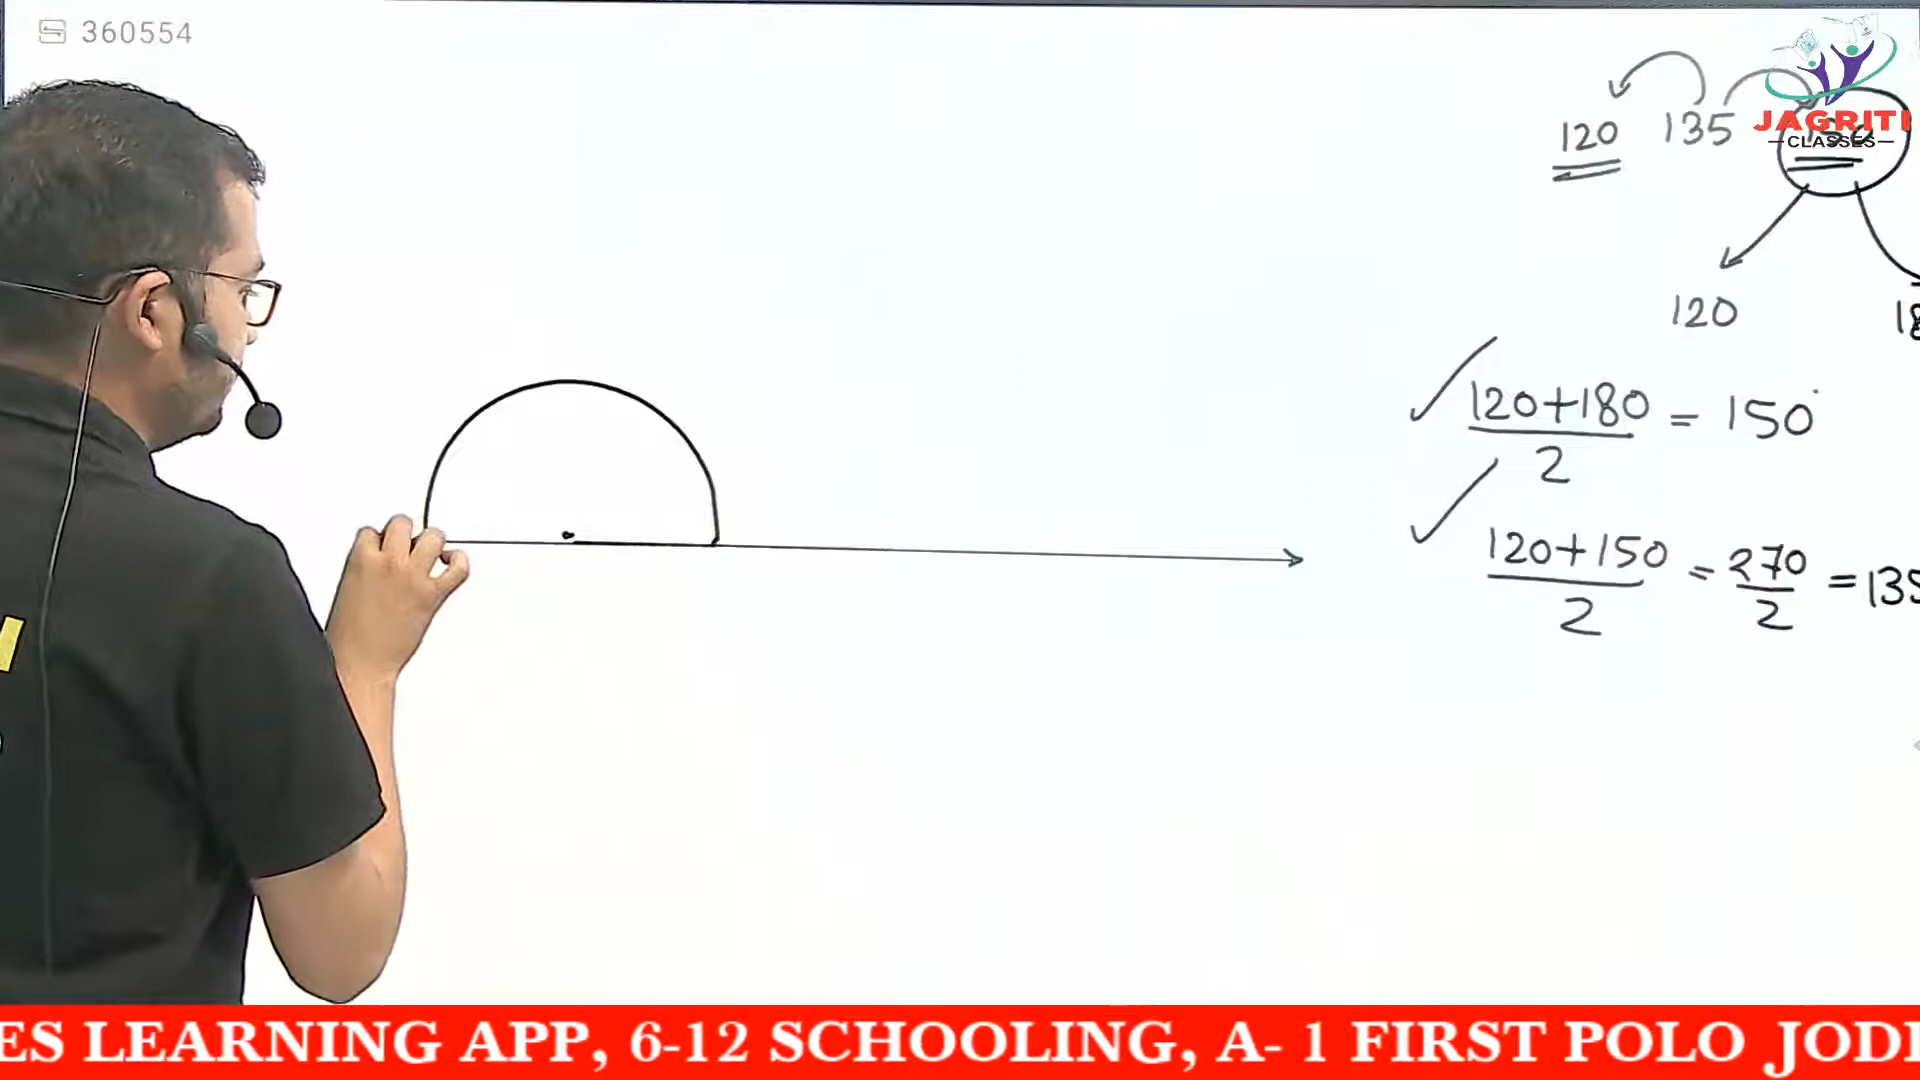 360554
120 135
JAGRITI
CLASSES
120
120+180 = 150
2
120+150 = 270 = 135
2 2
ES LEARNING APP, 6-12 SCHOOLING, A- 1 FIRST POLO